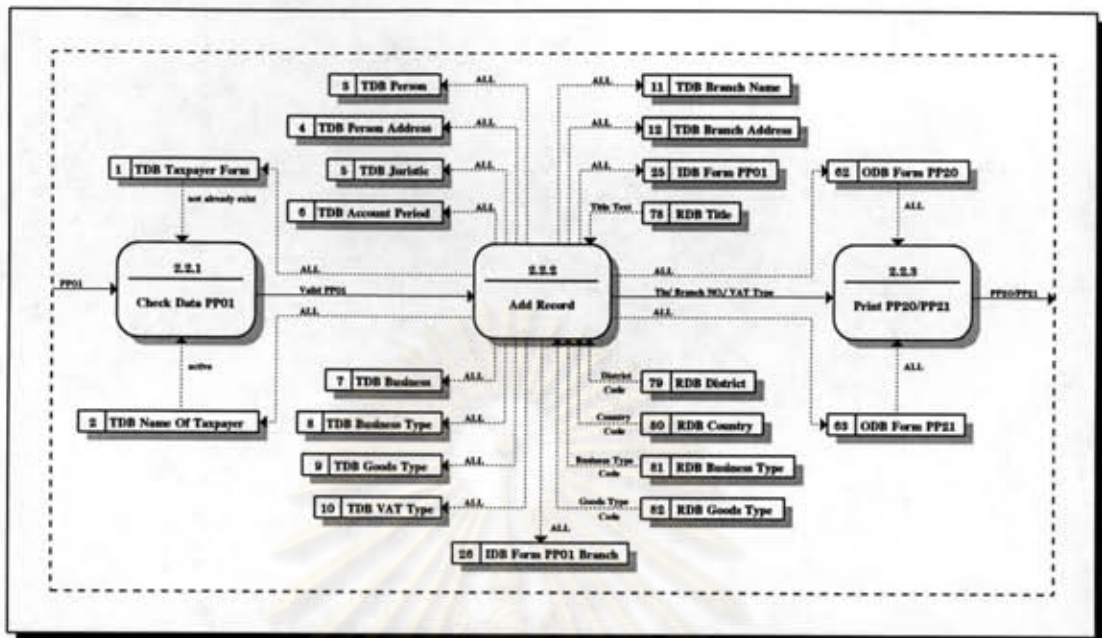 3 TDB Person
ALL
ALL
11 TDB Branch Name
4 TDB Person Address
ALL
ALL
12 TDB Branch Address
1 TDB Taxpayer Form
5 TDB Juristic
ALL
ALL
25 IDB Form PP01
62 ODB Form PP20
not already exist
6 TDB Account Period
ALL
Title Text
78 RDB Title
ALL
2.2.1
2.2.2
2.2.3
ALL
ALL
PP01
Check Data PP01
Valid PP01
Add Record
Tin/ Branch NO./ VAT Type
Print PP20/PP21
PP20/PP21
ALL
ALL
active
7 TDB Business
ALL
District
Code
79 RDB District
ALL
2 TDB Name Of Taxpayer
8 TDB Business Type
ALL
Country
Code
80 RDB Country
63 ODB Form PP21
9 TDB Goods Type
ALL
Business Type
Code
81 RDB Business Type
10 TDB VAT Type
ALL
Goods Type
Code
82 RDB Goods Type
ALL
26 IDB Form PP01 Branch